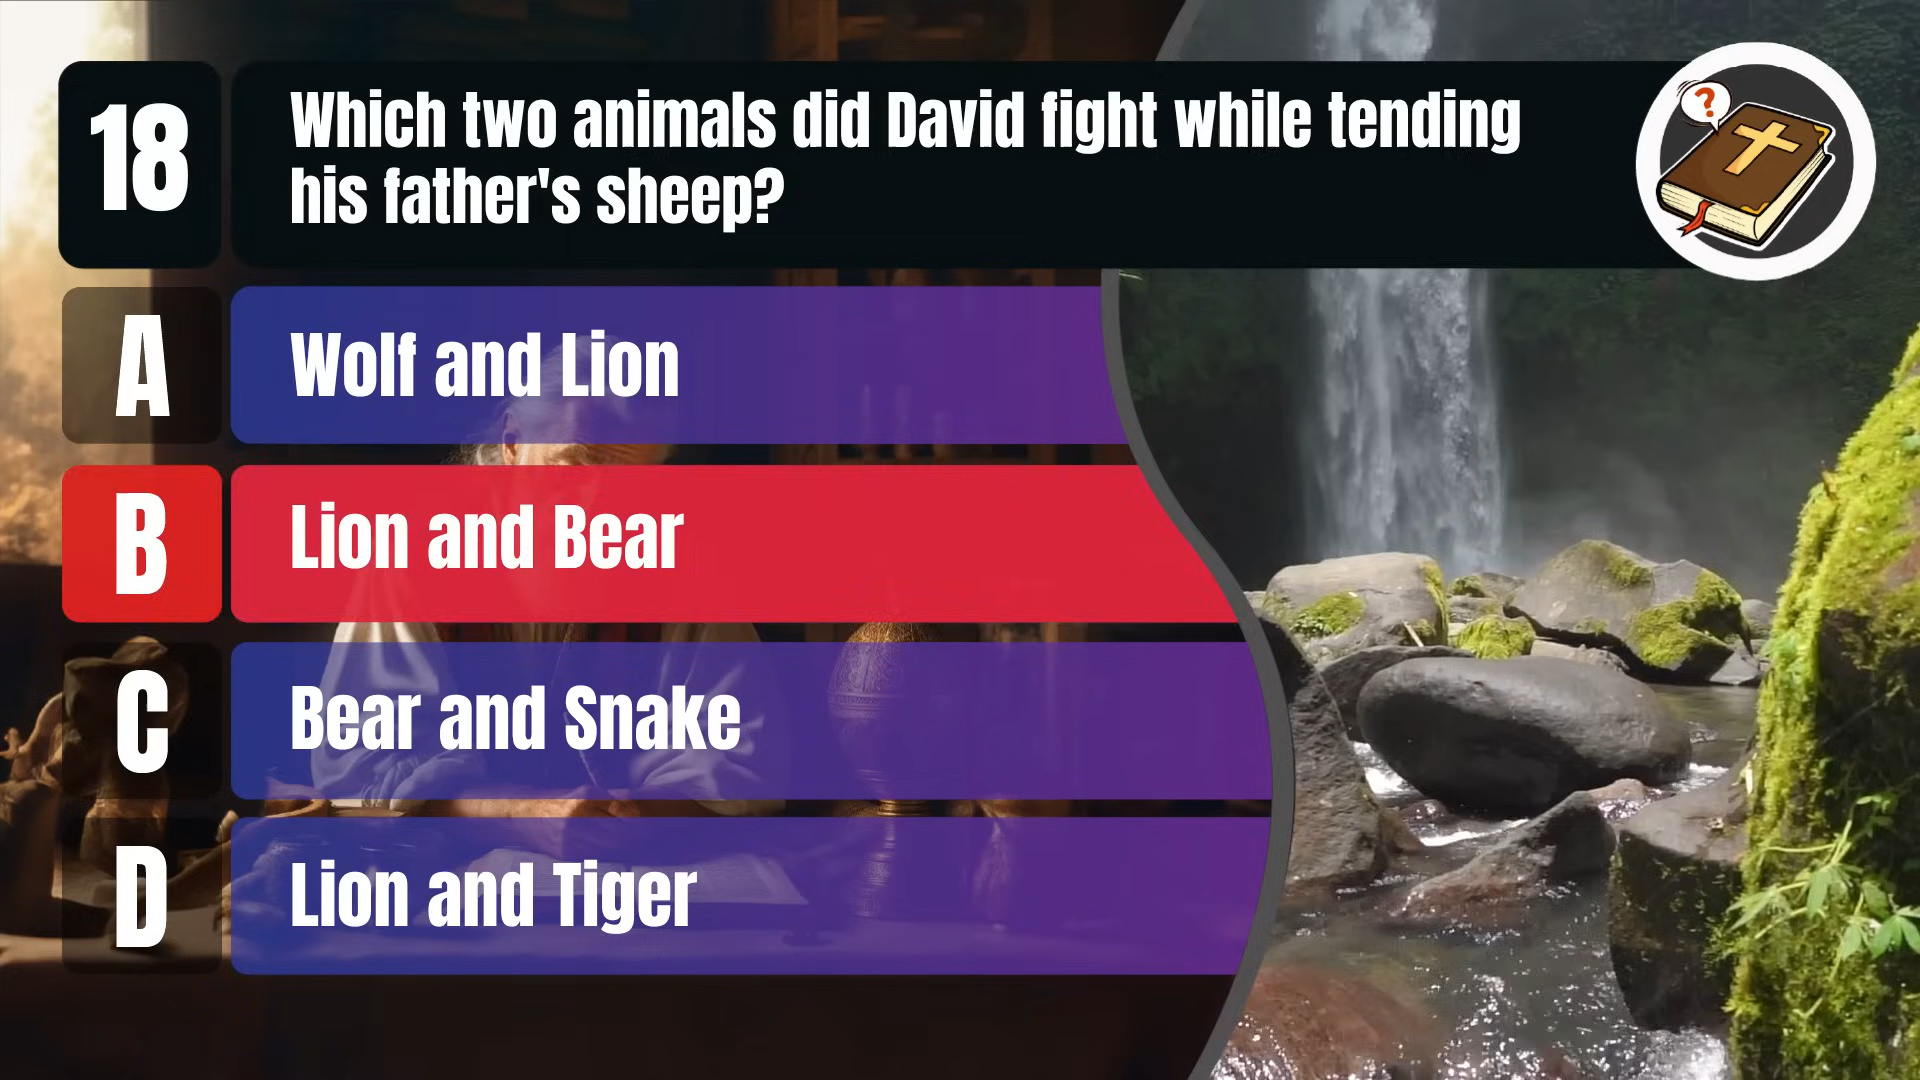 18
Which two animals did David fight while tending
his father's sheep?
?
A
Wolf and Lion
B
Lion and Bear
C
Bear and Snake
D
Lion and Tiger